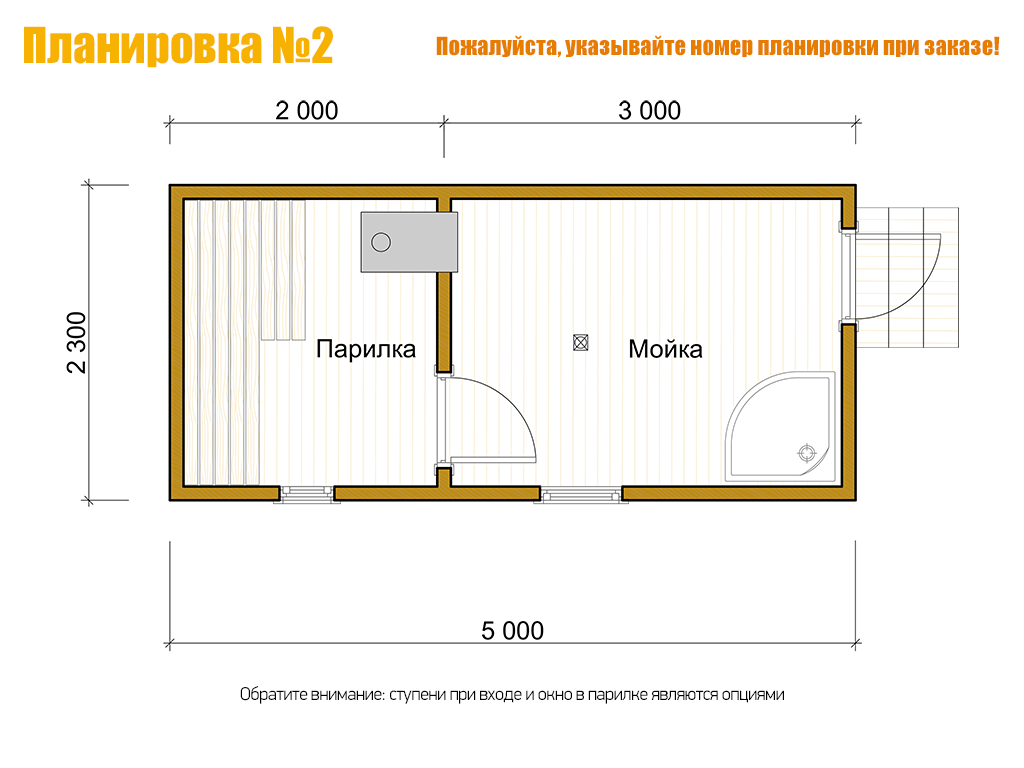 Планировка №2
Пожалуйста, указывайте номер планировки при заказе!
2 000
3 000
2 300
Парилка
Мойка
5 000
Обратите внимание: ступени при входе и окно в парилке являются опциями